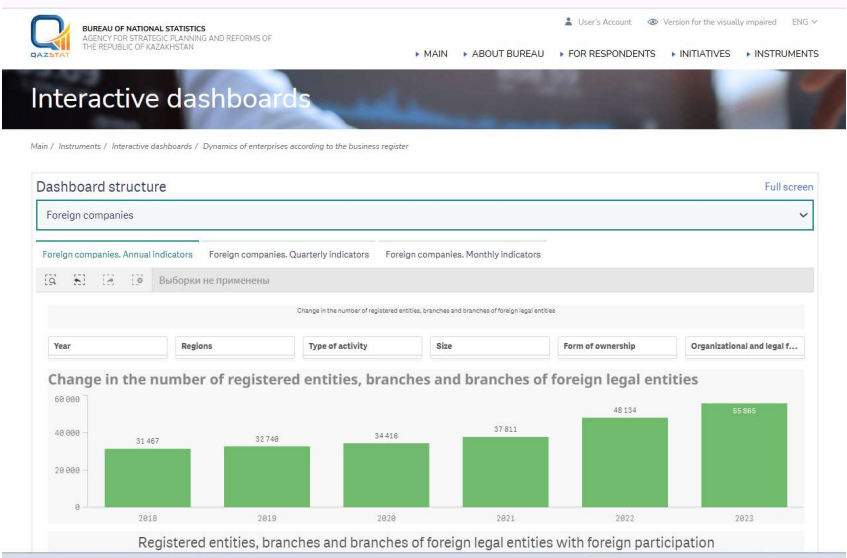 User's Account Version for the visually impaired ENG
QAZSTAT
BUREAU OF NATIONAL STATISTICS
AGENCY FOR STRATEGIC PLANNING AND REFORMS OF
THE REPUBLIC OF KAZAKHSTAN
MAIN ABOUT BUREAU FOR RESPONDENTS INITIATIVES INSTRUMENTS
Interactive dashboards
Main / Instruments / Interactive dashboards / Dynamics of enterprises according to the business register
Dashboard structure Full screen
Foreign companies
Foreign companies. Annual indicators Foreign companies. Quarterly indicators Foreign companies. Monthly indicators
Выборки не применены
Change in the number of registered entities, branches and branches of foreign legal entities
Year Regions Type of activity Size Form of ownership Organizational and legal f...
Change in the number of registered entities, branches and branches of foreign legal entities
60 000
40 000
20 000
0
31 467 32 740 34 416 37 811 48 134 55 865
2018 2019 2020 2021 2022 2023
Registered entities, branches and branches of foreign legal entities with foreign participation